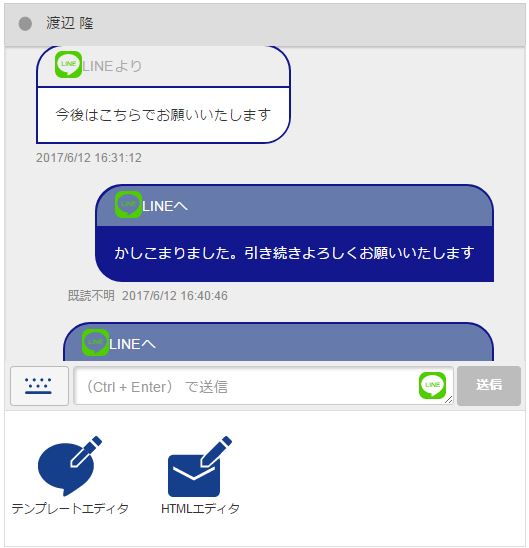 渡辺 隆
LINE LINEより
今後はこちらでお願いいたします
2017/6/12 16:31:12
LINE LINEへ
かしこまりました。引き続きよろしくお願いいたします
既読不明 2017/6/12 16:40:46
LINE LINEへ
（Ctrl + Enter） で送信 LINE 送信
テンプレートエディタ HTMLエディタ